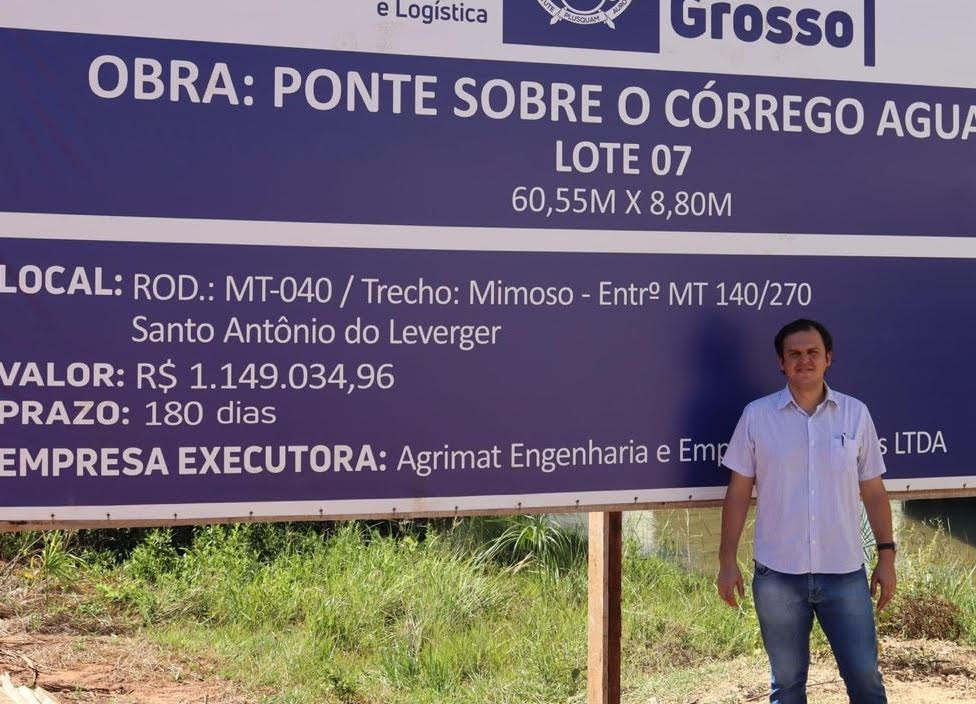 e Logística
PLUSQUAM
Grosso
OBRA: PONTE SOBRE O CÓRREGO AGUA
LOTE 07
60,55M X 8,80M
LOCAL: ROD.: MT-040 / Trecho: Mimoso - Entrº MT 140/270
Santo Antônio do Leverger
VALOR: R$ 1.149.034,96
PRAZO: 180 dias
EMPRESA EXECUTORA: Agrimat Engenharia e Emp s LTDA